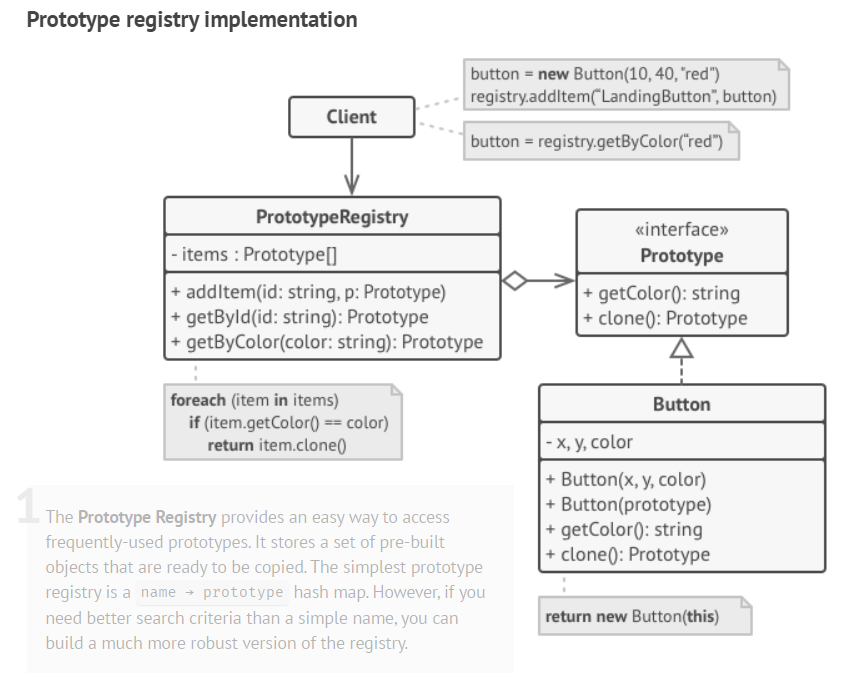 Prototype registry implementation
button = new Button(10, 40, "red")
registry.addItem(“LandingButton”, button)
Client
button = registry.getByColor(“red”)
PrototypeRegistry
- items : Prototype[]
+ addItem(id: string, p: Prototype)
+ getById(id: string): Prototype
+ getByColor(color: string): Prototype
«interface»
Prototype
+ getColor(): string
+ clone(): Prototype
foreach (item in items)
if (item.getColor() == color)
return item.clone()
Button
- x, y, color
+ Button(x, y, color)
+ Button(prototype)
+ getColor(): string
+ clone(): Prototype
return new Button(this)
1
The Prototype Registry provides an easy way to access
frequently-used prototypes. It stores a set of pre-built
objects that are ready to be copied. The simplest prototype
registry is a name → prototype hash map. However, if you
need better search criteria than a simple name, you can
build a much more robust version of the registry.